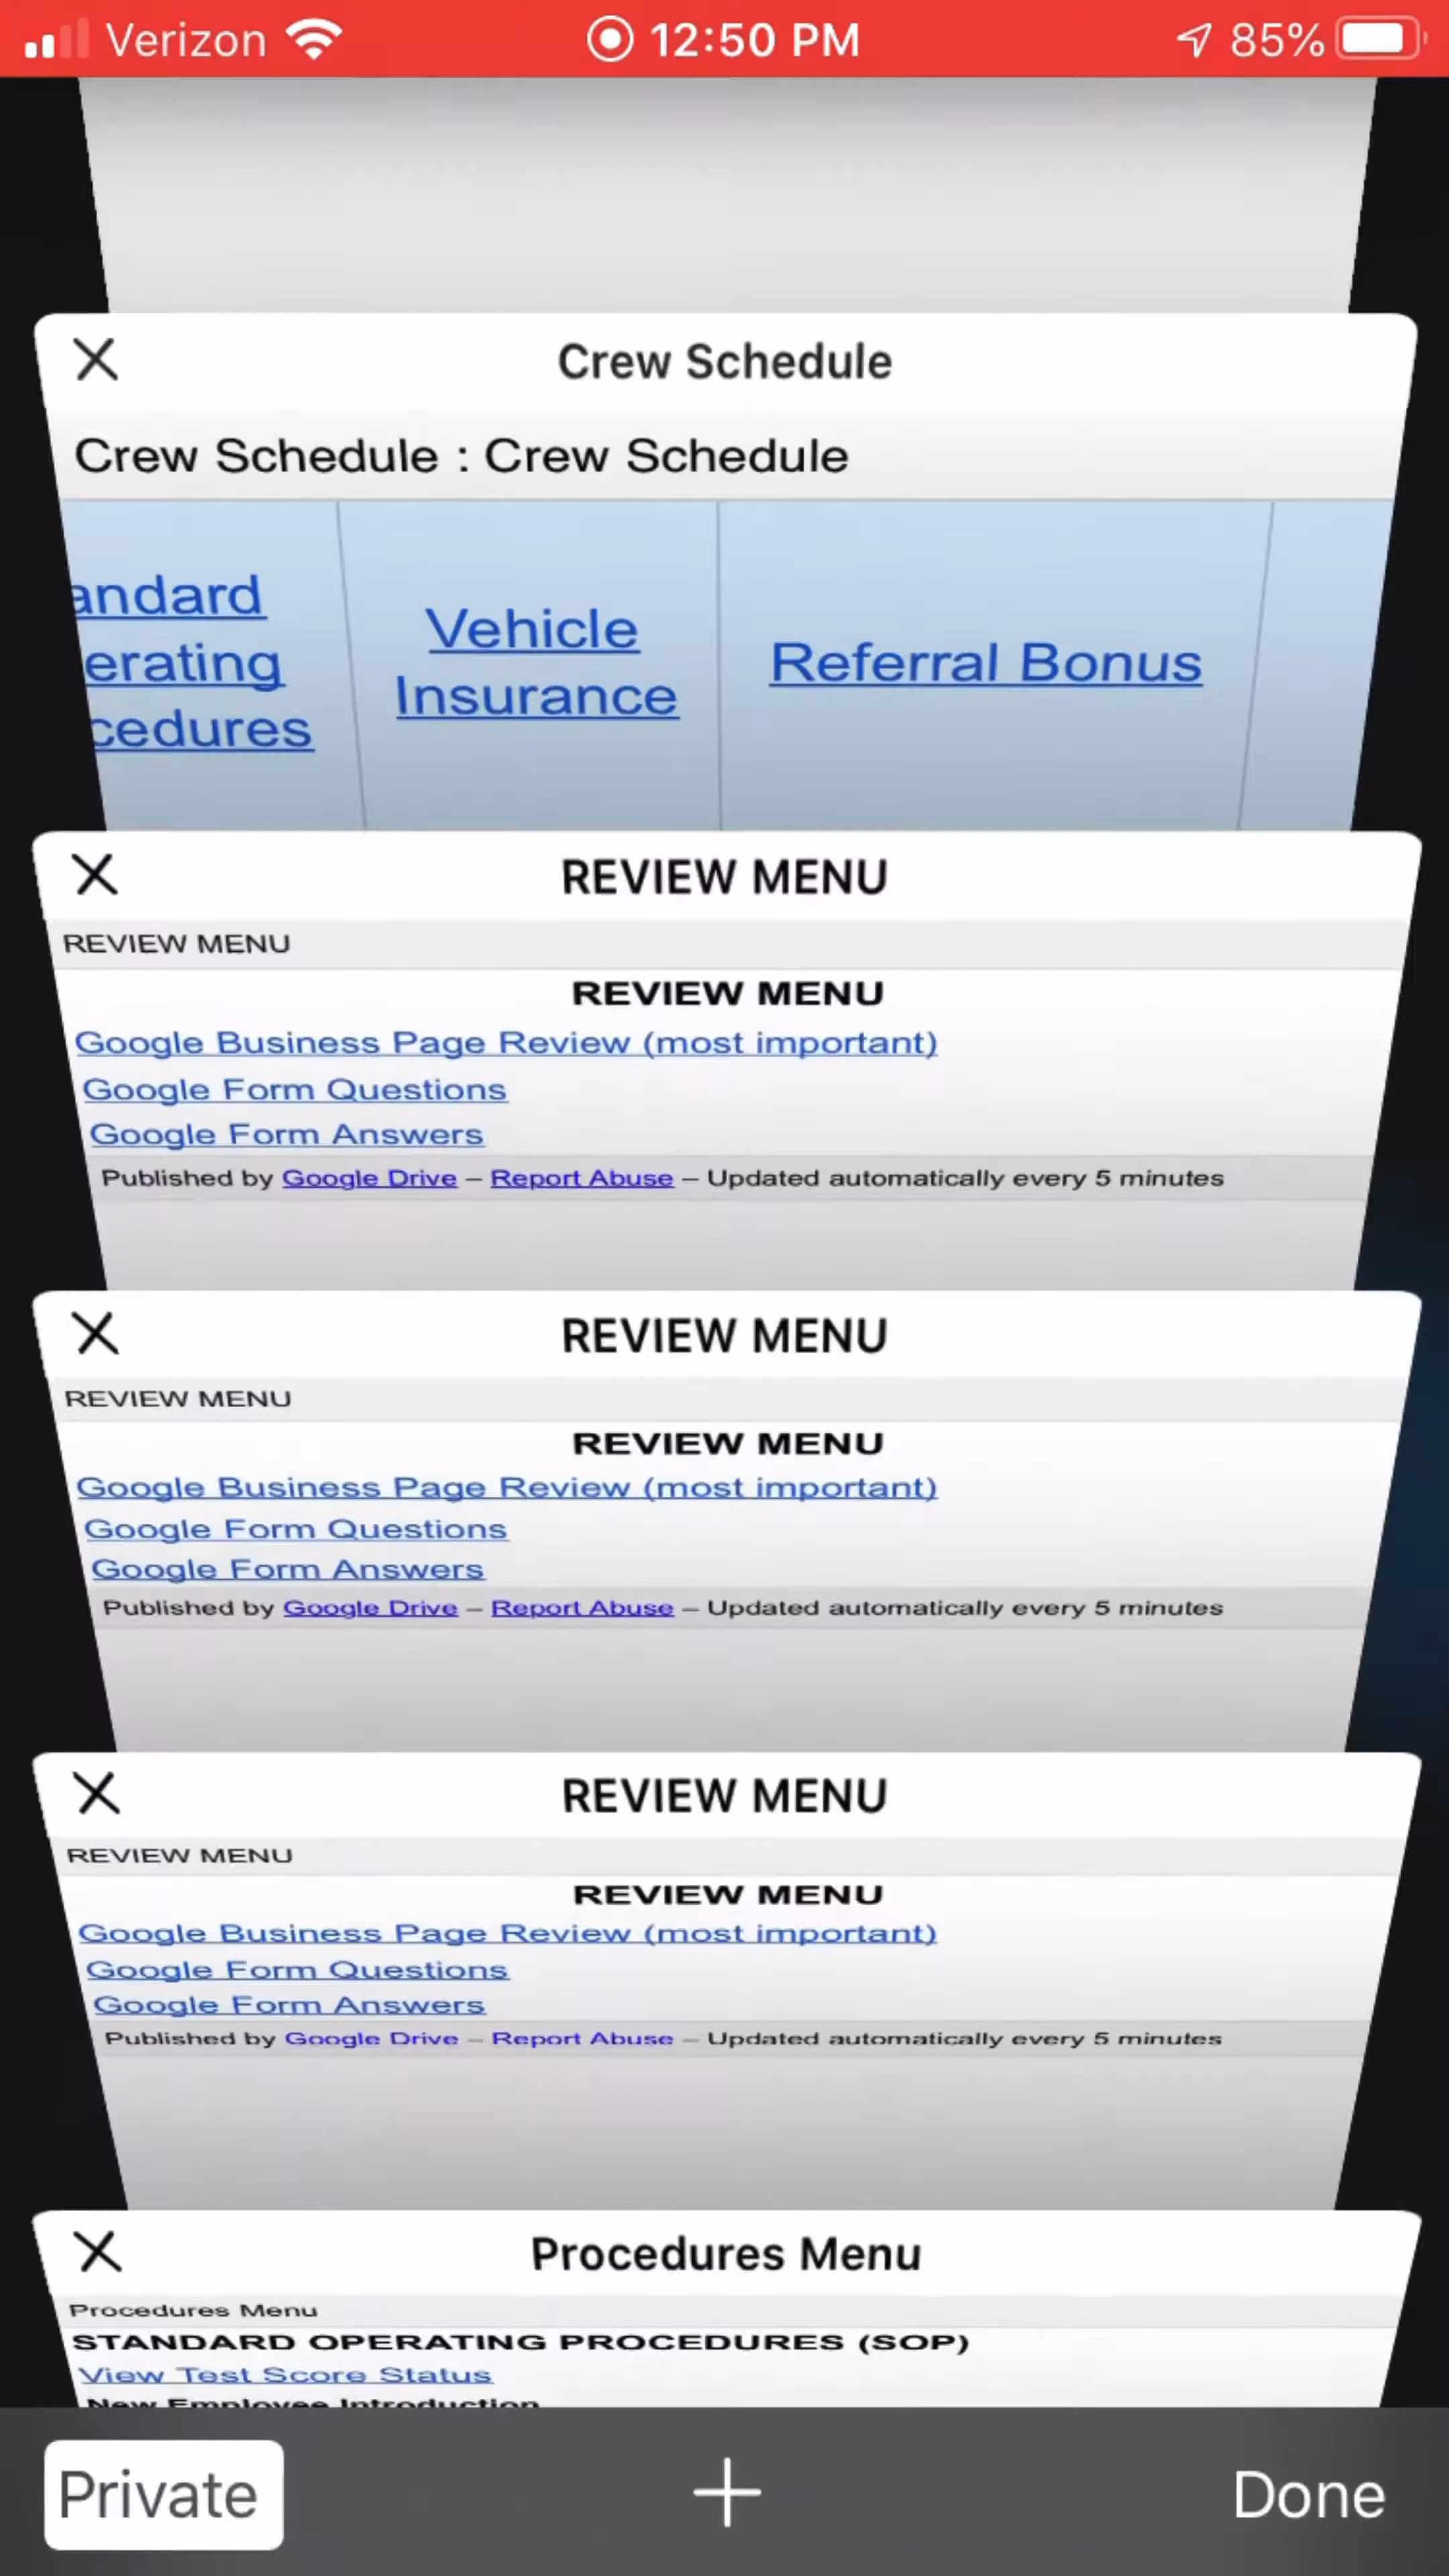 Verizon 12:50 PM 85%
Crew Schedule
Crew Schedule : Crew Schedule
andard
erating
cedures
Vehicle
Insurance
Referral Bonus
REVIEW MENU
REVIEW MENU
REVIEW MENU
Google Business Page Review (most important)
Google Form Questions
Google Form Answers
Published by Google Drive – Report Abuse – Updated automatically every 5 minutes
REVIEW MENU
REVIEW MENU
REVIEW MENU
Google Business Page Review (most important)
Google Form Questions
Google Form Answers
Published by Google Drive – Report Abuse – Updated automatically every 5 minutes
REVIEW MENU
REVIEW MENU
REVIEW MENU
Google Business Page Review (most important)
Google Form Questions
Google Form Answers
Published by Google Drive – Report Abuse – Updated automatically every 5 minutes
Procedures Menu
Procedures Menu
STANDARD OPERATING PROCEDURES (SOP)
View Test Score Status
New Employee Introduction
Private
Done